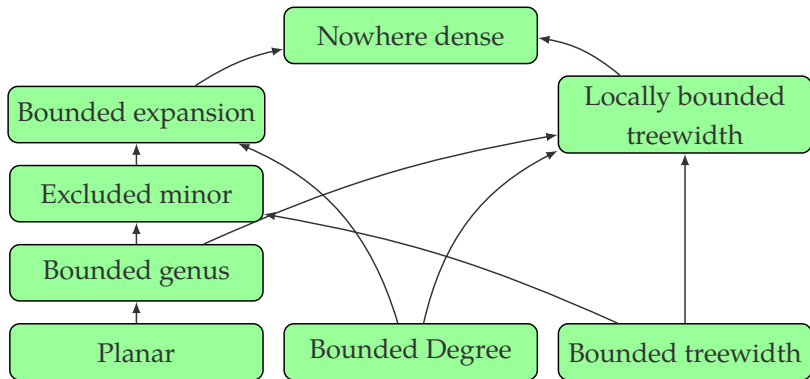 Nowhere dense
Bounded expansion
Locally bounded
treewidth
Excluded minor
Bounded genus
Planar
Bounded Degree
Bounded treewidth